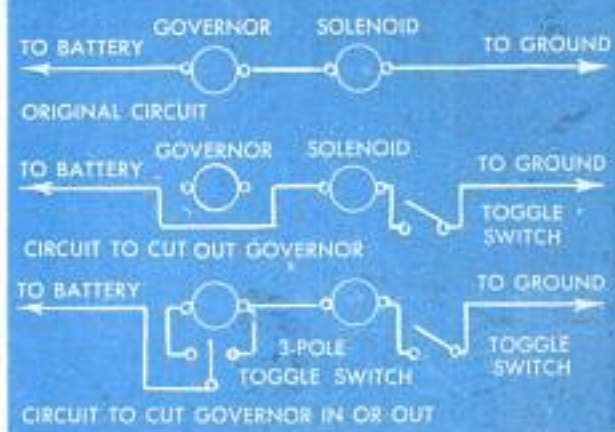 GOVERNOR SOLENOID
TO BATTERY TO GROUND
ORIGINAL CIRCUIT
GOVERNOR SOLENOID
TO BATTERY TO GROUND
TOGGLE
SWITCH
CIRCUIT TO CUT OUT GOVERNOR
TO BATTERY TO GROUND
3-POLE
TOGGLE SWITCH
TOGGLE
SWITCH
CIRCUIT TO CUT GOVERNOR IN OR OUT